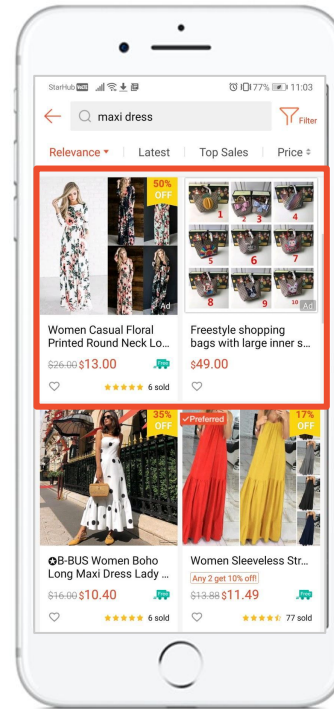 StarHub 77% 11:03
maxi dress Filter
Relevance Latest Top Sales Price
50%
OFF
1 2 3 4
5 6 7
8 9 10
Ad Ad
Women Casual Floral
Printed Round Neck Lo...
$26.00 $13.00 Free
6 sold
Freestyle shopping
bags with large inner s...
$49.00
35%
OFF
Preferred
17%
OFF
✪B-BUS Women Boho
Long Maxi Dress Lady ...
$16.00 $10.40 Free
6 sold
Women Sleeveless Str...
Any 2 get 10% off!
$13.88 $11.49 Free
77 sold